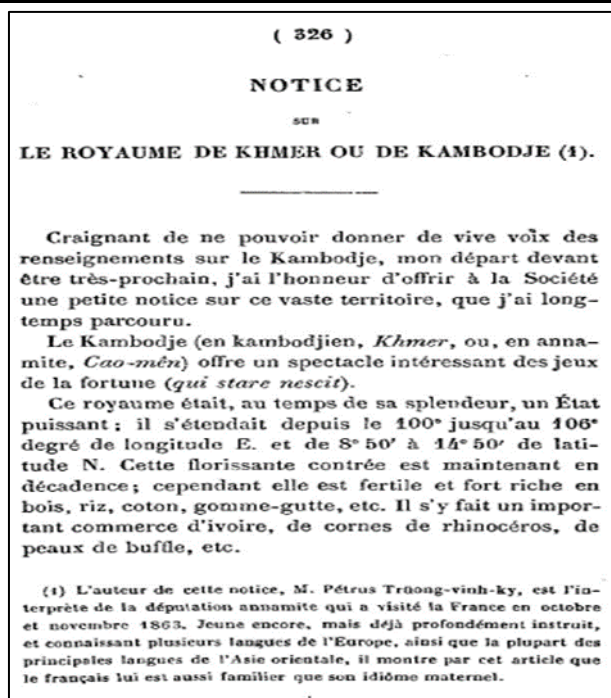 ( 326 )
NOTICE
SUR
LE ROYAUME DE KHMER OU DE KAMBODJE (1).
Craignant de ne pouvoir donner de vive voix des
renseignements sur le Kambodje, mon départ devant
être très-prochain, j'ai l'honneur d'offrir à la Société
une petite notice sur ce vaste territoire, que j'ai long-
temps parcouru.
Le Kambodje (en kambodjien, Khmer, ou, en anna-
mite, Cao-mên) offre un spectacle intéressant des jeux
de la fortune (qui stare nescit).
Ce royaume était, au temps de sa splendeur, un État
puissant ; il s'étendait depuis le 100° jusqu'au 106°
degré de longitude E. et de 8° 50′ à 14° 50′ de lati-
tude N. Cette florissante contrée est maintenant en
décadence ; cependant elle est fertile et fort riche en
bois, riz, coton, gomme-gutte, etc. Il s'y fait un impor-
tant commerce d'ivoire, de cornes de rhinocéros, de
peaux de buffle, etc.
(1) L'auteur de cette notice, M. Pétrus Trüong-vinh-ky, est l'in-
terprète de la députation annamite qui a visité la France en octobre
et novembre 1863. Jeune encore, mais déjà profondément instruit,
et connaissant plusieurs langues de l'Europe, ainsi que la plupart des
principales langues de l'Asie orientale, il montre par cet article que
le français lui est aussi familier que son idiôme maternel.